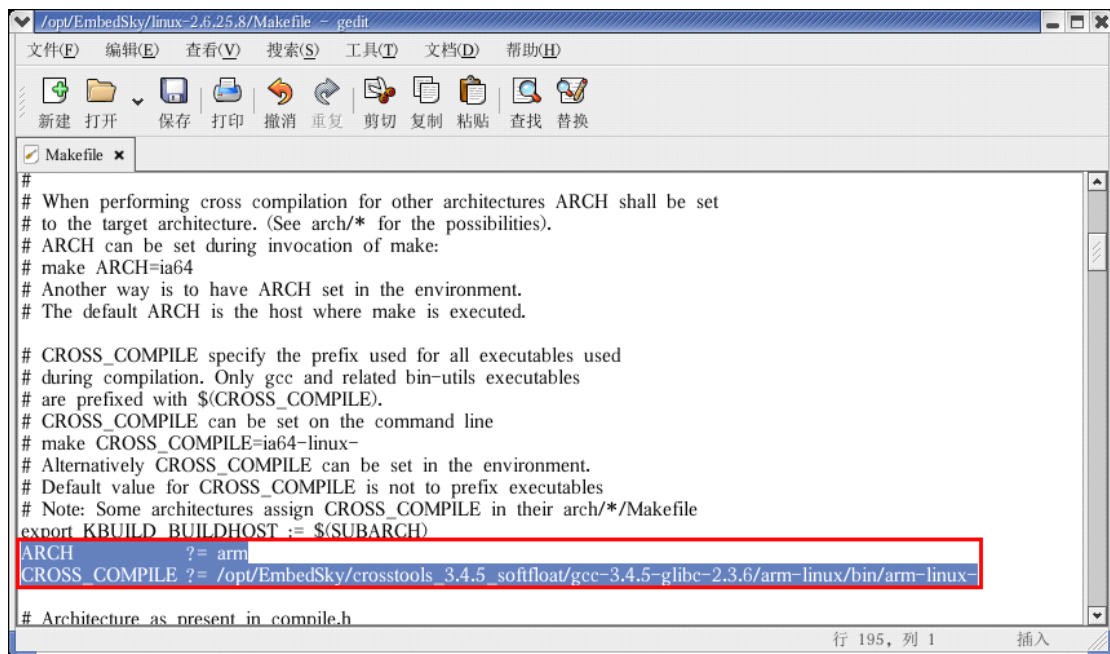 /opt/EmbedSky/linux-2.6.25.8/Makefile - gedit
文件(F) 编辑(E) 查看(V) 搜索(S) 工具(T) 文档(D) 帮助(H)
新建 打开 保存 打印 撤消 重复 剪切 复制 粘贴 查找 替换
Makefile
#
# When performing cross compilation for other architectures ARCH shall be set
# to the target architecture. (See arch/* for the possibilities).
# ARCH can be set during invocation of make:
# make ARCH=ia64
# Another way is to have ARCH set in the environment.
# The default ARCH is the host where make is executed.
# CROSS_COMPILE specify the prefix used for all executables used
# during compilation. Only gcc and related bin-utils executables
# are prefixed with $(CROSS_COMPILE).
# CROSS_COMPILE can be set on the command line
# make CROSS_COMPILE=ia64-linux-
# Alternatively CROSS_COMPILE can be set in the environment.
# Default value for CROSS_COMPILE is not to prefix executables
# Note: Some architectures assign CROSS_COMPILE in their arch/*/Makefile
export KBUILD_BUILDHOST := $(SUBARCH)
ARCH ?= arm
CROSS_COMPILE ?= /opt/EmbedSky/crosstools_3.4.5_softfloat/gcc-3.4.5-glibc-2.3.6/arm-linux/bin/arm-linux-
# Architecture as present in compile.h
行 195, 列 1 插入